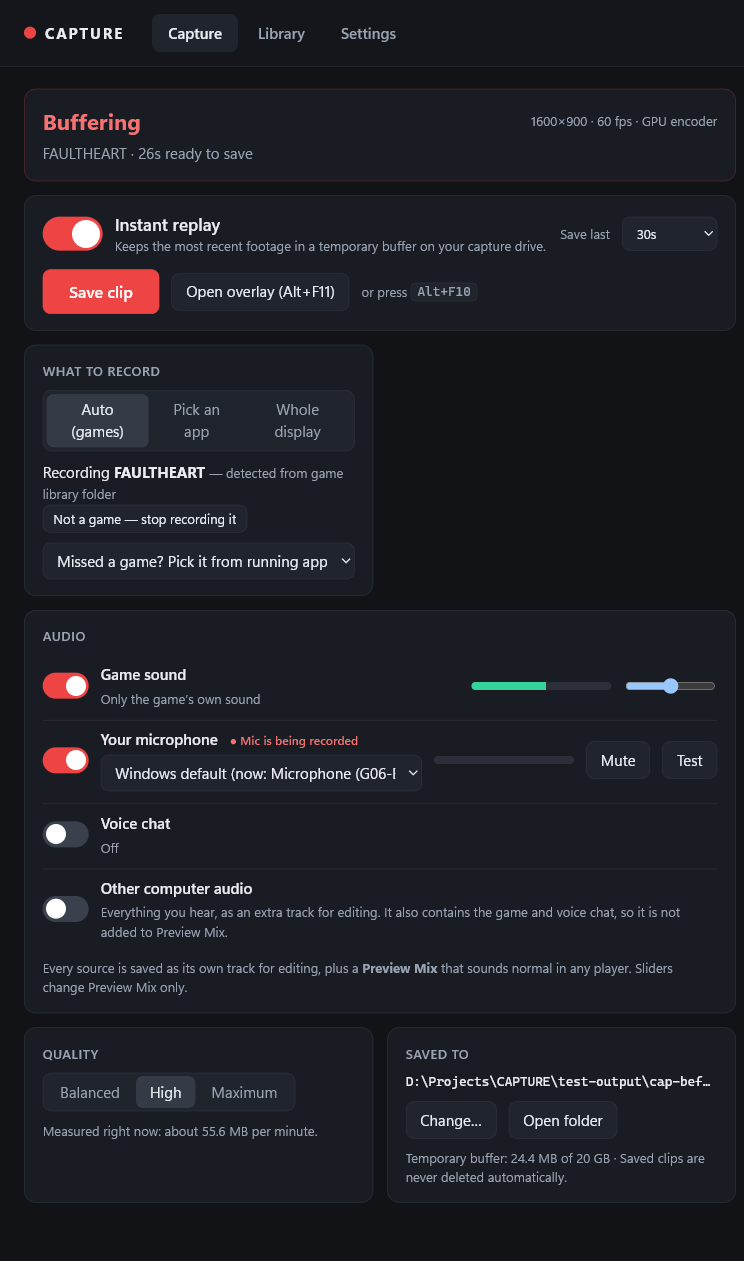 CAPTURE
Capture
Library
Settings
Buffering
1600×900 · 60 fps · GPU encoder
FAULTHEART · 26s ready to save
Instant replay
Keeps the most recent footage in a temporary buffer on your capture drive.
Save last
30s
Save clip
Open overlay (Alt+F11)
or press Alt+F10
WHAT TO RECORD
Auto
(games)
Pick an
app
Whole
display
Recording FAULTHEART — detected from game
library folder
Not a game — stop recording it
Missed a game? Pick it from running app
AUDIO
Game sound
Only the game's own sound
Your microphone
● Mic is being recorded
Windows default (now: Microphone (G06-
Mute
Test
Voice chat
Off
Other computer audio
Everything you hear, as an extra track for editing. It also contains the game and voice chat, so it is not
added to Preview Mix.
Every source is saved as its own track for editing, plus a Preview Mix that sounds normal in any player. Sliders
change Preview Mix only.
QUALITY
Balanced
High
Maximum
Measured right now: about 55.6 MB per minute.
SAVED TO
D:\Projects\CAPTURE\test-output\cap-bef…
Change...
Open folder
Temporary buffer: 24.4 MB of 20 GB · Saved clips are
never deleted automatically.